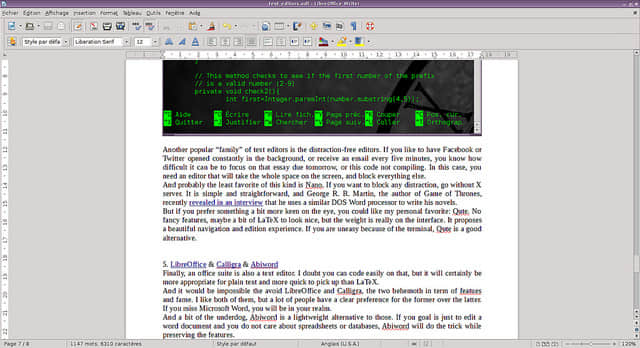 text_editors.odt - LibreOffice Writer
Fichier Édition Affichage Insertion Format Tableau Outils Fenêtre Aide
Style par défa Liberation Serif 12
// This method checks to see if the first number of the prefix
// is a valid number (2-9)
private void check2(){
int first=Integer.parseInt(number.substring(4,5));
^G Aide ^O Écrire ^R Lire fich. ^Y Page préc. ^K Couper ^C Pos. cur.
^X Quitter ^J Justifier ^W Chercher ^V Page suiv. ^U Coller ^T Orthograp.
Another popular “family” of text editors is the distraction-free editors. If you like to have Facebook or
Twitter opened constantly in the background, or receive an email every five minutes, you know how
difficult it can be to focus on that essay due tomorrow, or this code not compiling. In this case, you
need an editor that will take the whole space on the screen, and block everything else.
And probably the least favorite of this kind is Nano. If you want to block any distraction, go without X
server. It is simple and straightforward, and George R. R. Martin, the author of Game of Thrones,
recently revealed in an interview that he uses a similar DOS Word processor to write his novels.
But if you prefer something a bit more keen on the eye, you could like my personal favorite: Qute. No
fancy features, maybe a bit of LaTeX to look nice, but the weight is really on the interface. It proposes
a beautiful navigation and edition experience. If you are uneasy because of the terminal, Qute is a good
alternative.
5. LibreOffice & Calligra & Abiword
Finally, an office suite is also a text editor. I doubt you can code easily on that, but it will certainly be
more appropriate for plain text and more quick to pick up than LaTeX.
And it would be impossible the avoid LibreOffice and Calligra, the two behemoth in term of features
and fame. I like both of them, but a lot of people have a clear preference for the former over the latter.
If you miss Microsoft Word, you will be in your realm.
And a bit of the underdog, Abiword is a lightweight alternative to those. If you goal is just to edit a
word document and you do not care about spreadsheets or databases, Abiword will do the trick while
preserving the features.
Page 7 / 8 1147 mots, 6310 caractères Style par défaut Anglais (U.S.A.) 120%